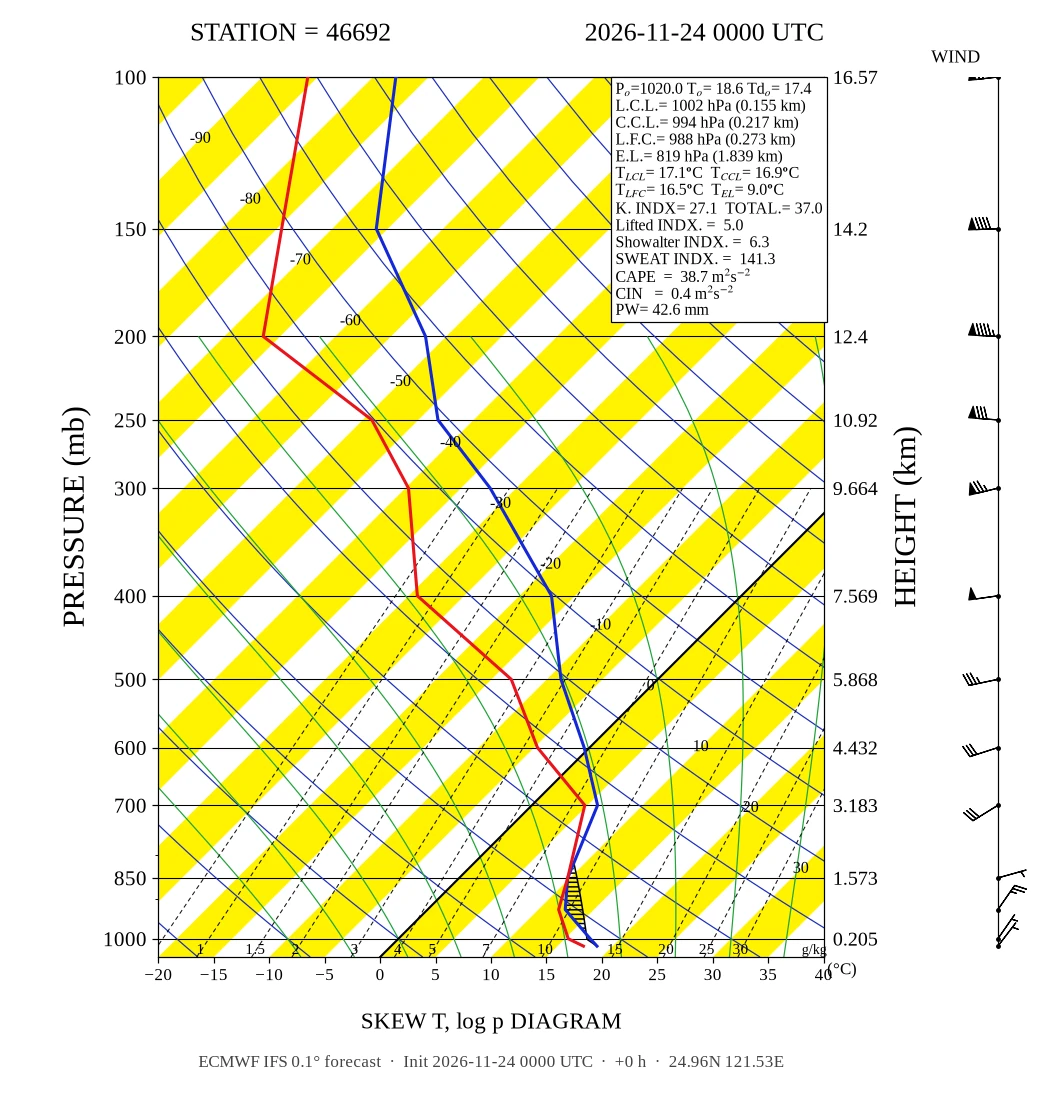 STATION = 46692
2026-11-24 0000 UTC
WIND
100
16.57
Pₒ=1020.0 Tₒ= 18.6 Tdₒ= 17.4
L.C.L.= 1002 hPa (0.155 km)
C.C.L.= 994 hPa (0.217 km)
L.F.C.= 988 hPa (0.273 km)
E.L.= 819 hPa (1.839 km)
T_LCL= 17.1°C T_CCL= 16.9°C
T_LFC= 16.5°C T_EL= 9.0°C
K. INDX= 27.1 TOTAL.= 37.0
Lifted INDX. = 5.0
Showalter INDX. = 6.3
SWEAT INDX. = 141.3
CAPE = 38.7 m²s⁻²
CIN = 0.4 m²s⁻²
PW= 42.6 mm
-90
-80
150
14.2
-70
-60
200
12.4
-50
250
10.92
-40
300
9.664
-30
PRESSURE (mb)
HEIGHT (km)
-20
400
7.569
-10
500
5.868
0
600
10
4.432
700
20
3.183
850
30
1.573
1000
0.205
1 1.5 2 3 4 5 7 10 15 20 25 30 g/kg
−20 −15 −10 −5 0 5 10 15 20 25 30 35 40 (°C)
SKEW T, log p DIAGRAM
ECMWF IFS 0.1° forecast · Init 2026-11-24 0000 UTC · +0 h · 24.96N 121.53E